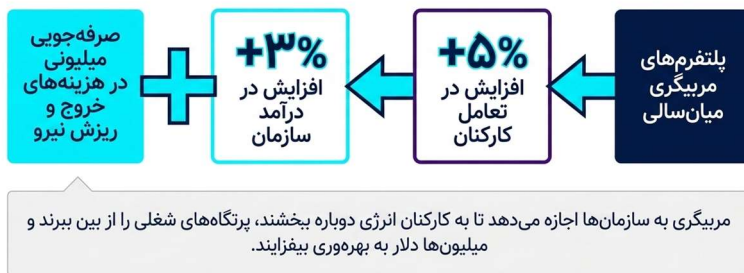 پلتفرم‌های
مربیگری
میان‌سالی
+۵%
افزایش در
تعامل
کارکنان
+۳%
افزایش در
درآمد
سازمان
صرفه‌جویی
میلیونی
در هزینه‌های
خروج و
ریزش نیرو
مربیگری به سازمان‌ها اجازه می‌دهد تا به کارکنان انرژی دوباره ببخشند، پرتگاه‌های شغلی را از بین ببرند و
میلیون‌ها دلار به بهره‌وری بیفزایند.